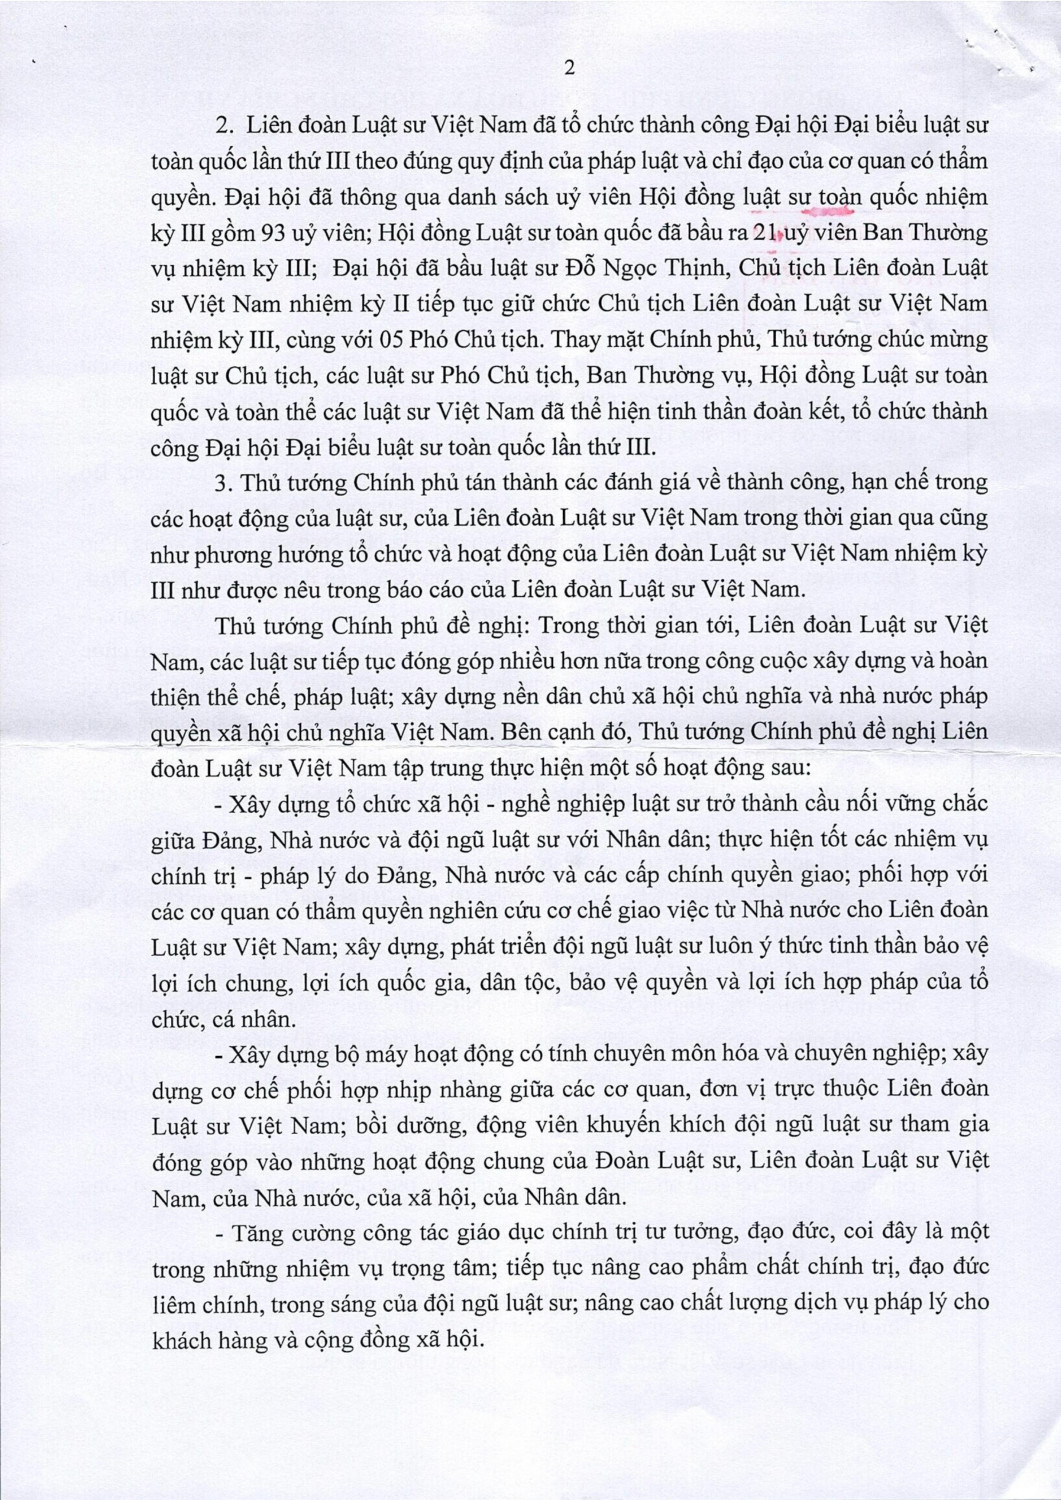 2
2. Liên đoàn Luật sư Việt Nam đã tổ chức thành công Đại hội Đại biểu luật sư
toàn quốc lần thứ III theo đúng quy định của pháp luật và chỉ đạo của cơ quan có thẩm
quyền. Đại hội đã thông qua danh sách uỷ viên Hội đồng luật sư toàn quốc nhiệm
kỳ III gồm 93 uỷ viên; Hội đồng Luật sư toàn quốc đã bầu ra 21 uỷ viên Ban Thường
vụ nhiệm kỳ III; Đại hội đã bầu luật sư Đỗ Ngọc Thịnh, Chủ tịch Liên đoàn Luật
sư Việt Nam nhiệm kỳ II tiếp tục giữ chức Chủ tịch Liên đoàn Luật sư Việt Nam
nhiệm kỳ III, cùng với 05 Phó Chủ tịch. Thay mặt Chính phủ, Thủ tướng chúc mừng
luật sư Chủ tịch, các luật sư Phó Chủ tịch, Ban Thường vụ, Hội đồng Luật sư toàn
quốc và toàn thể các luật sư Việt Nam đã thể hiện tinh thần đoàn kết, tổ chức thành
công Đại hội Đại biểu luật sư toàn quốc lần thứ III.
3. Thủ tướng Chính phủ tán thành các đánh giá về thành công, hạn chế trong
các hoạt động của luật sư, của Liên đoàn Luật sư Việt Nam trong thời gian qua cũng
như phương hướng tổ chức và hoạt động của Liên đoàn Luật sư Việt Nam nhiệm kỳ
III như được nêu trong báo cáo của Liên đoàn Luật sư Việt Nam.
Thủ tướng Chính phủ đề nghị: Trong thời gian tới, Liên đoàn Luật sư Việt
Nam, các luật sư tiếp tục đóng góp nhiều hơn nữa trong công cuộc xây dựng và hoàn
thiện thể chế, pháp luật; xây dựng nền dân chủ xã hội chủ nghĩa và nhà nước pháp
quyền xã hội chủ nghĩa Việt Nam. Bên cạnh đó, Thủ tướng Chính phủ đề nghị Liên
đoàn Luật sư Việt Nam tập trung thực hiện một số hoạt động sau:
- Xây dựng tổ chức xã hội - nghề nghiệp luật sư trở thành cầu nối vững chắc
giữa Đảng, Nhà nước và đội ngũ luật sư với Nhân dân; thực hiện tốt các nhiệm vụ
chính trị - pháp lý do Đảng, Nhà nước và các cấp chính quyền giao; phối hợp với
các cơ quan có thẩm quyền nghiên cứu cơ chế giao việc từ Nhà nước cho Liên đoàn
Luật sư Việt Nam; xây dựng, phát triển đội ngũ luật sư luôn ý thức tinh thần bảo vệ
lợi ích chung, lợi ích quốc gia, dân tộc, bảo vệ quyền và lợi ích hợp pháp của tổ
chức, cá nhân.
- Xây dựng bộ máy hoạt động có tính chuyên môn hóa và chuyên nghiệp; xây
dựng cơ chế phối hợp nhịp nhàng giữa các cơ quan, đơn vị trực thuộc Liên đoàn
Luật sư Việt Nam; bồi dưỡng, động viên khuyến khích đội ngũ luật sư tham gia
đóng góp vào những hoạt động chung của Đoàn Luật sư, Liên đoàn Luật sư Việt
Nam, của Nhà nước, của xã hội, của Nhân dân.
- Tăng cường công tác giáo dục chính trị tư tưởng, đạo đức, coi đây là một
trong những nhiệm vụ trọng tâm; tiếp tục nâng cao phẩm chất chính trị, đạo đức
liêm chính, trong sáng của đội ngũ luật sư; nâng cao chất lượng dịch vụ pháp lý cho
khách hàng và cộng đồng xã hội.